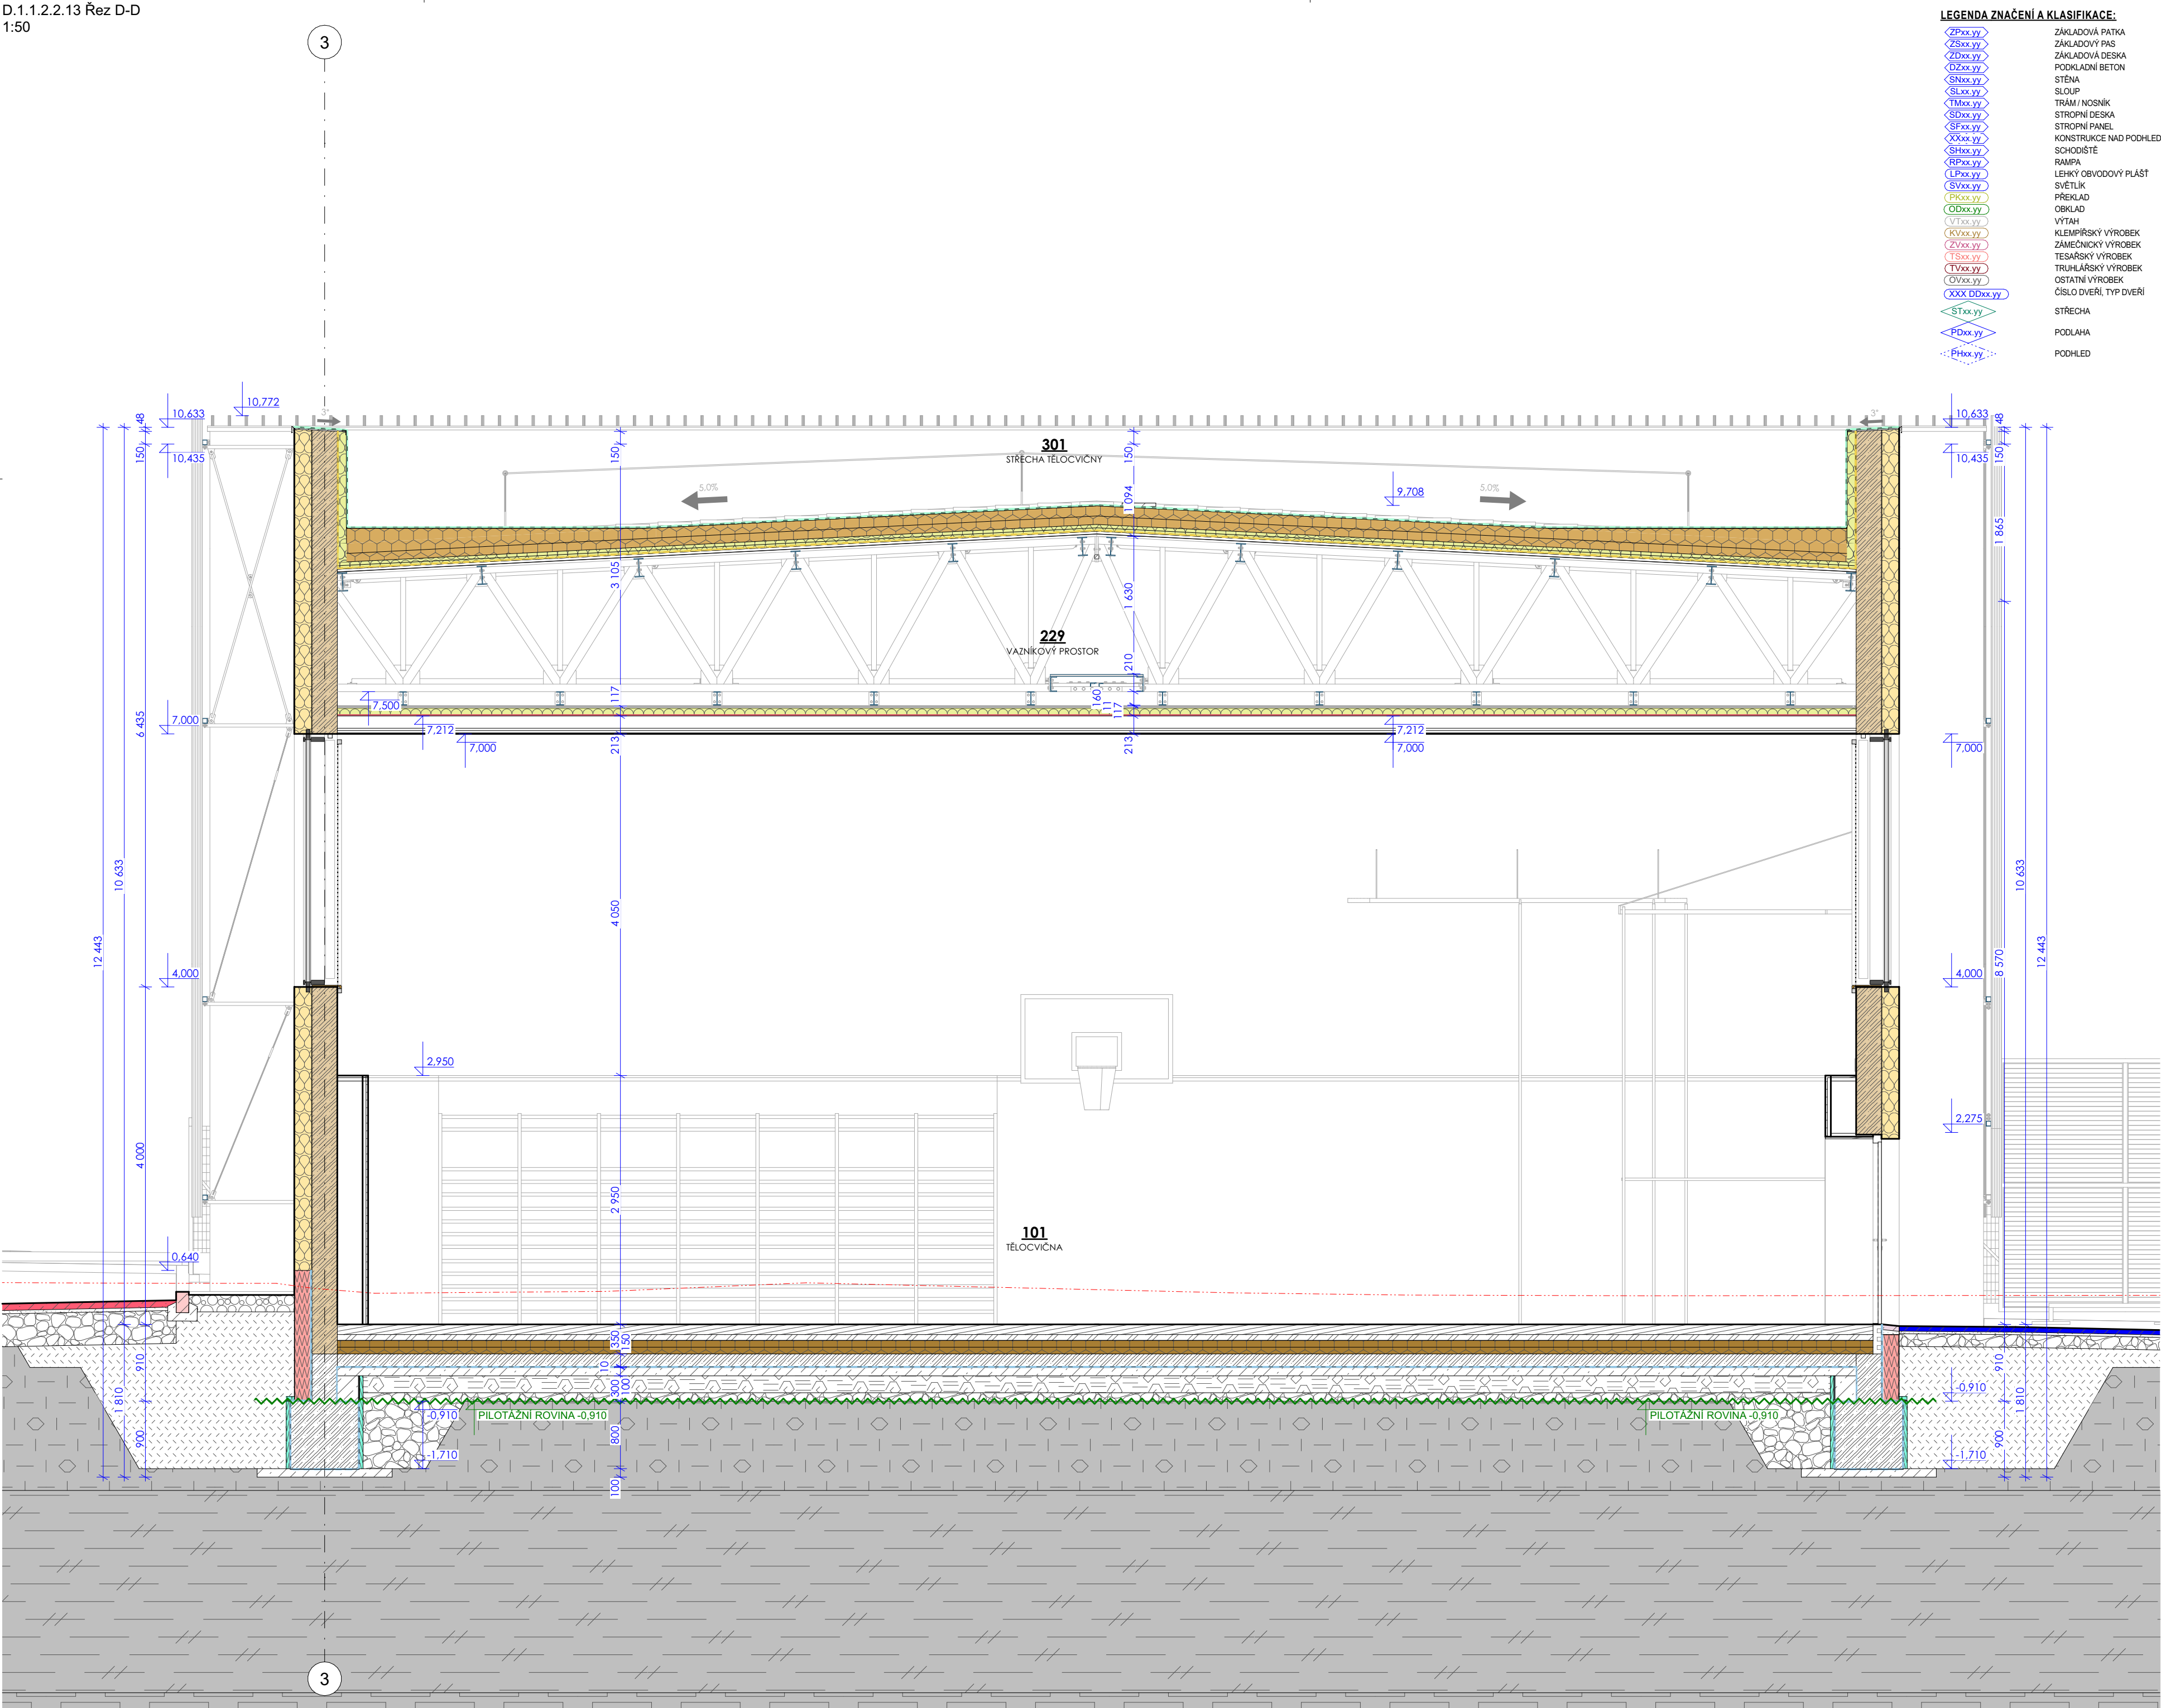 D.1.1.2.2.13 Řez D-D
1:50
3
LEGENDA ZNAČENÍ A KLASIFIKACE:
ZPxx.yy ZÁKLADOVÁ PATKA
ZSxx.yy ZÁKLADOVÝ PAS
ZDxx.yy ZÁKLADOVÁ DESKA
DZxx.yy PODKLADNÍ BETON
SNxx.yy STĚNA
SLxx.yy SLOUP
TMxx.yy TRÁM / NOSNÍK
SDxx.yy STROPNÍ DESKA
SFxx.yy STROPNÍ PANEL
XXxx.yy KONSTRUKCE NAD PODHLED
SHxx.yy SCHODIŠTĚ
RPxx.yy RAMPA
LPxx.yy LEHKÝ OBVODOVÝ PLÁŠŤ
SVxx.yy SVĚTLÍK
PKxx.yy PŘEKLAD
ODxx.yy OBKLAD
VTxx.yy VÝTAH
KVxx.yy KLEMPÍŘSKÝ VÝROBEK
ZVxx.yy ZÁMEČNICKÝ VÝROBEK
TSxx.yy TESAŘSKÝ VÝROBEK
TVxx.yy TRUHLÁŘSKÝ VÝROBEK
OVxx.yy OSTATNÍ VÝROBEK
XXX DDxx.yy ČÍSLO DVEŘÍ, TYP DVEŘÍ
STxx.yy STŘECHA
PDxx.yy PODLAHA
PHxx.yy PODHLED
10,772
10,633
48
3°
3°
10,633
48
150
10,435
150
301
STŘECHA TĚLOCVIČNY
150
10,435
150
5.0%
1 094
9,708
5.0%
1 865
3 105
1 630
229
VAZNÍKOVÝ PROSTOR
210
117
7,500
160
11
117
6 435
7,000
7,212
7,000
213
213
7,212
7,000
7,000
10 633
4 050
10 633
12 443
4,000
4,000
8 570
12 443
2,950
2,275
4 000
2 950
101
TĚLOCVIČNA
0,640
350
150
910
10
300
100
910
1 810
-0,910
PILOTÁŽNÍ ROVINA -0,910
PILOTÁŽNÍ ROVINA -0,910
-0,910
1 810
900
-1,710
800
900
-1,710
100
3